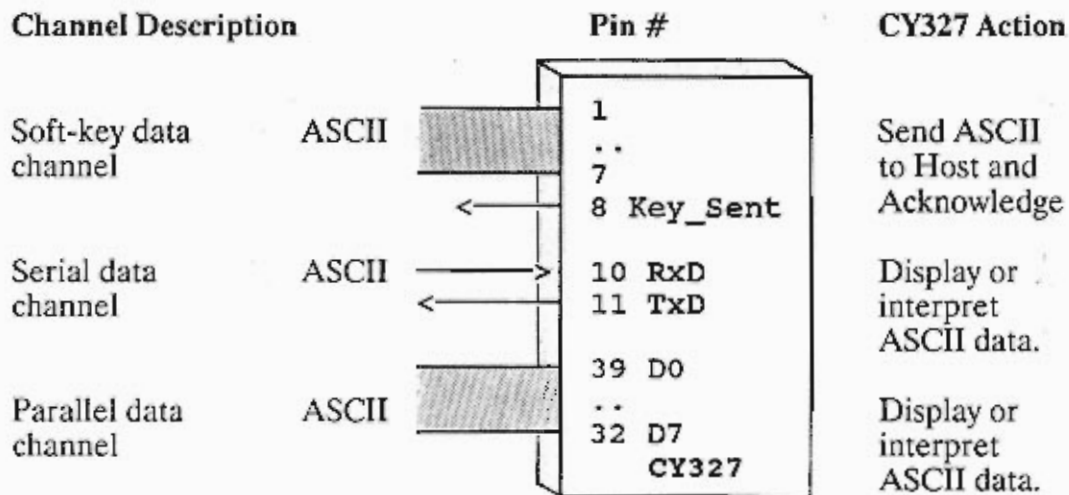 Channel Description Pin # CY327 Action
Soft-key data ASCII 1 Send ASCII
channel .. to Host and
7 Acknowledge
8 Key_Sent
Serial data ASCII 10 RxD Display or
channel 11 TxD interpret
ASCII data.
39 D0
Parallel data ASCII .. Display or
channel 32 D7 interpret
CY327 ASCII data.